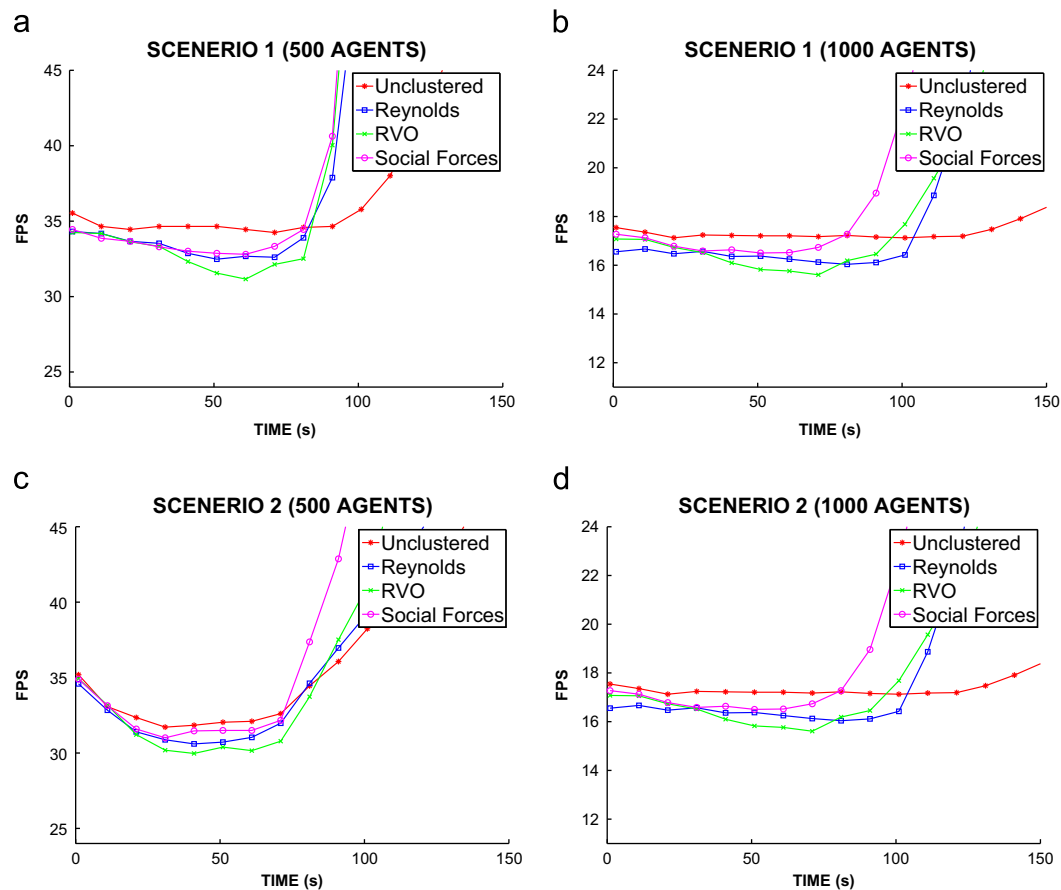 a
SCENERIO 1 (500 AGENTS)
45
40
35
30
25
FPS
Unclustered
Reynolds
RVO
Social Forces
0 50 100 150
TIME (s)
b
SCENERIO 1 (1000 AGENTS)
24
22
20
18
16
14
12
FPS
Unclustered
Reynolds
RVO
Social Forces
0 50 100 150
TIME (s)
c
SCENERIO 2 (500 AGENTS)
45
40
35
30
25
FPS
Unclustered
Reynolds
RVO
Social Forces
0 50 100 150
TIME (s)
d
SCENERIO 2 (1000 AGENTS)
24
22
20
18
16
14
12
FPS
Unclustered
Reynolds
RVO
Social Forces
0 50 100 150
TIME (s)